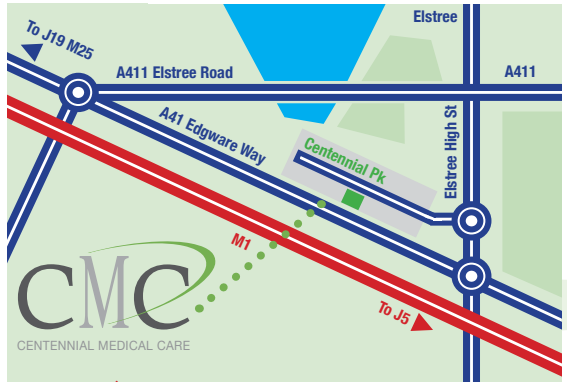 Elstree
To J19 M25
A411 Elstree Road
A411
A41 Edgware Way
Elstree High St
Centennial Pk
M1
To J5
CMC
CENTENNIAL MEDICAL CARE